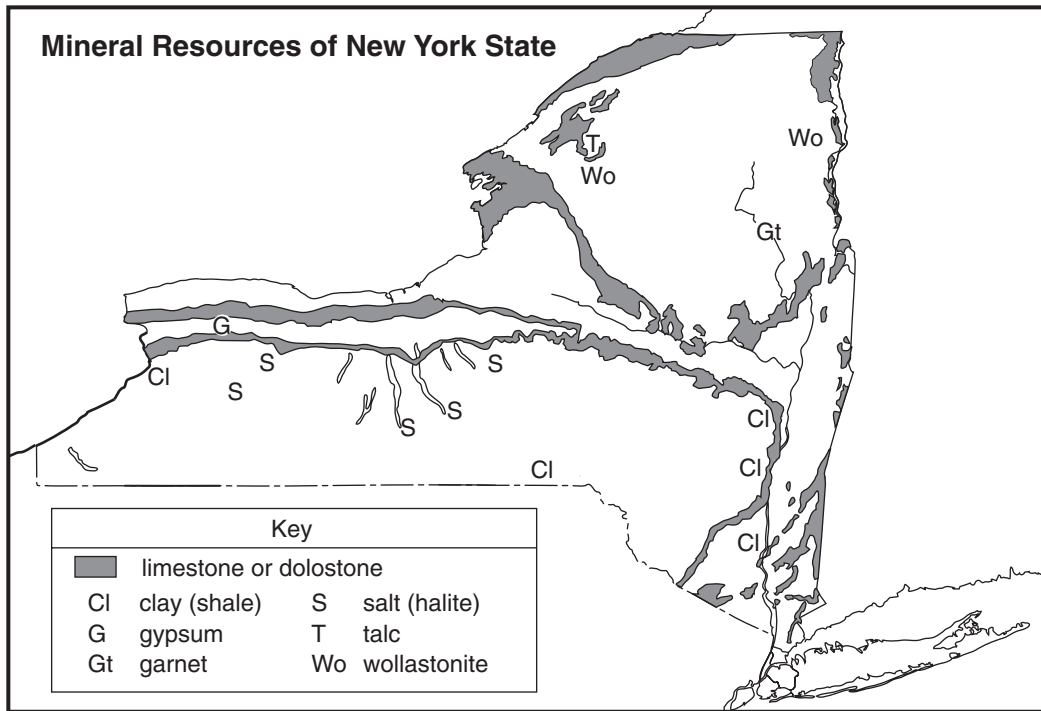 Mineral Resources of New York State
T
Wo
Wo
Gt
G
Cl
S
S
S
S
S
Cl
Cl
Cl
Cl
Key
limestone or dolostone
Cl clay (shale) S salt (halite)
G gypsum T talc
Gt garnet Wo wollastonite